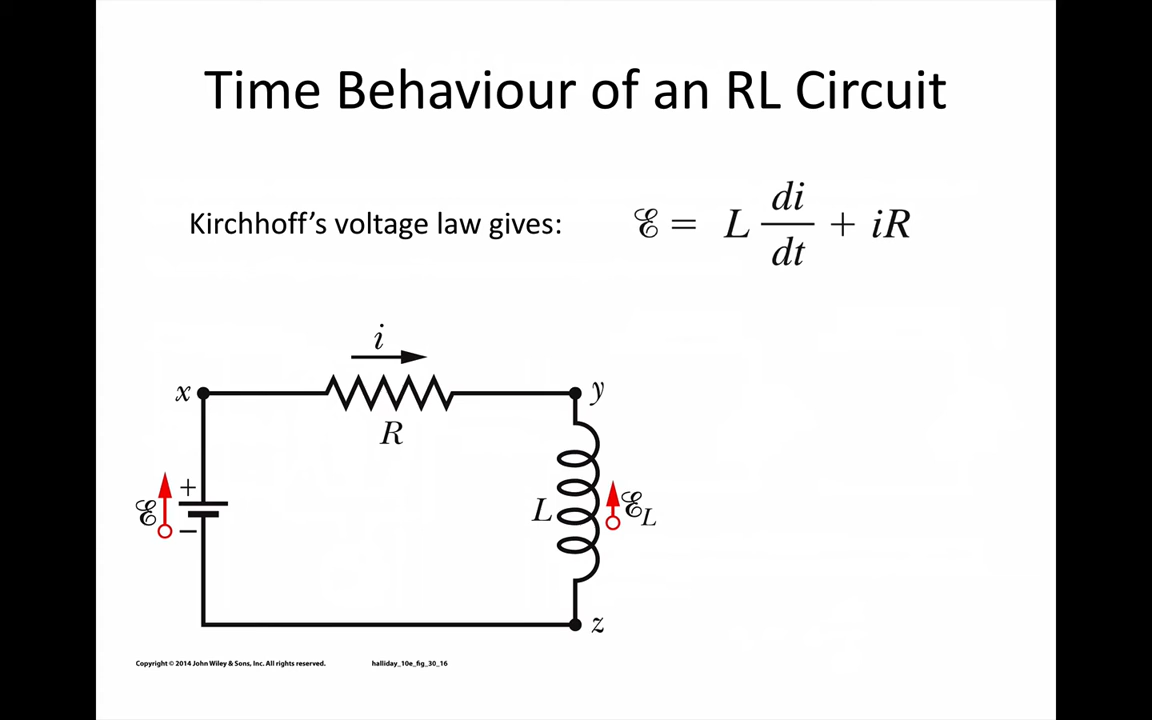 Time Behaviour of an RL Circuit
Kirchhoff's voltage law gives: ℰ = L di/dt + iR
i
x
y
R
+
ℰ
−
L
ℰL
z
Copyright © 2014 John Wiley & Sons, Inc. All rights reserved. halliday_10e_fig_30_16